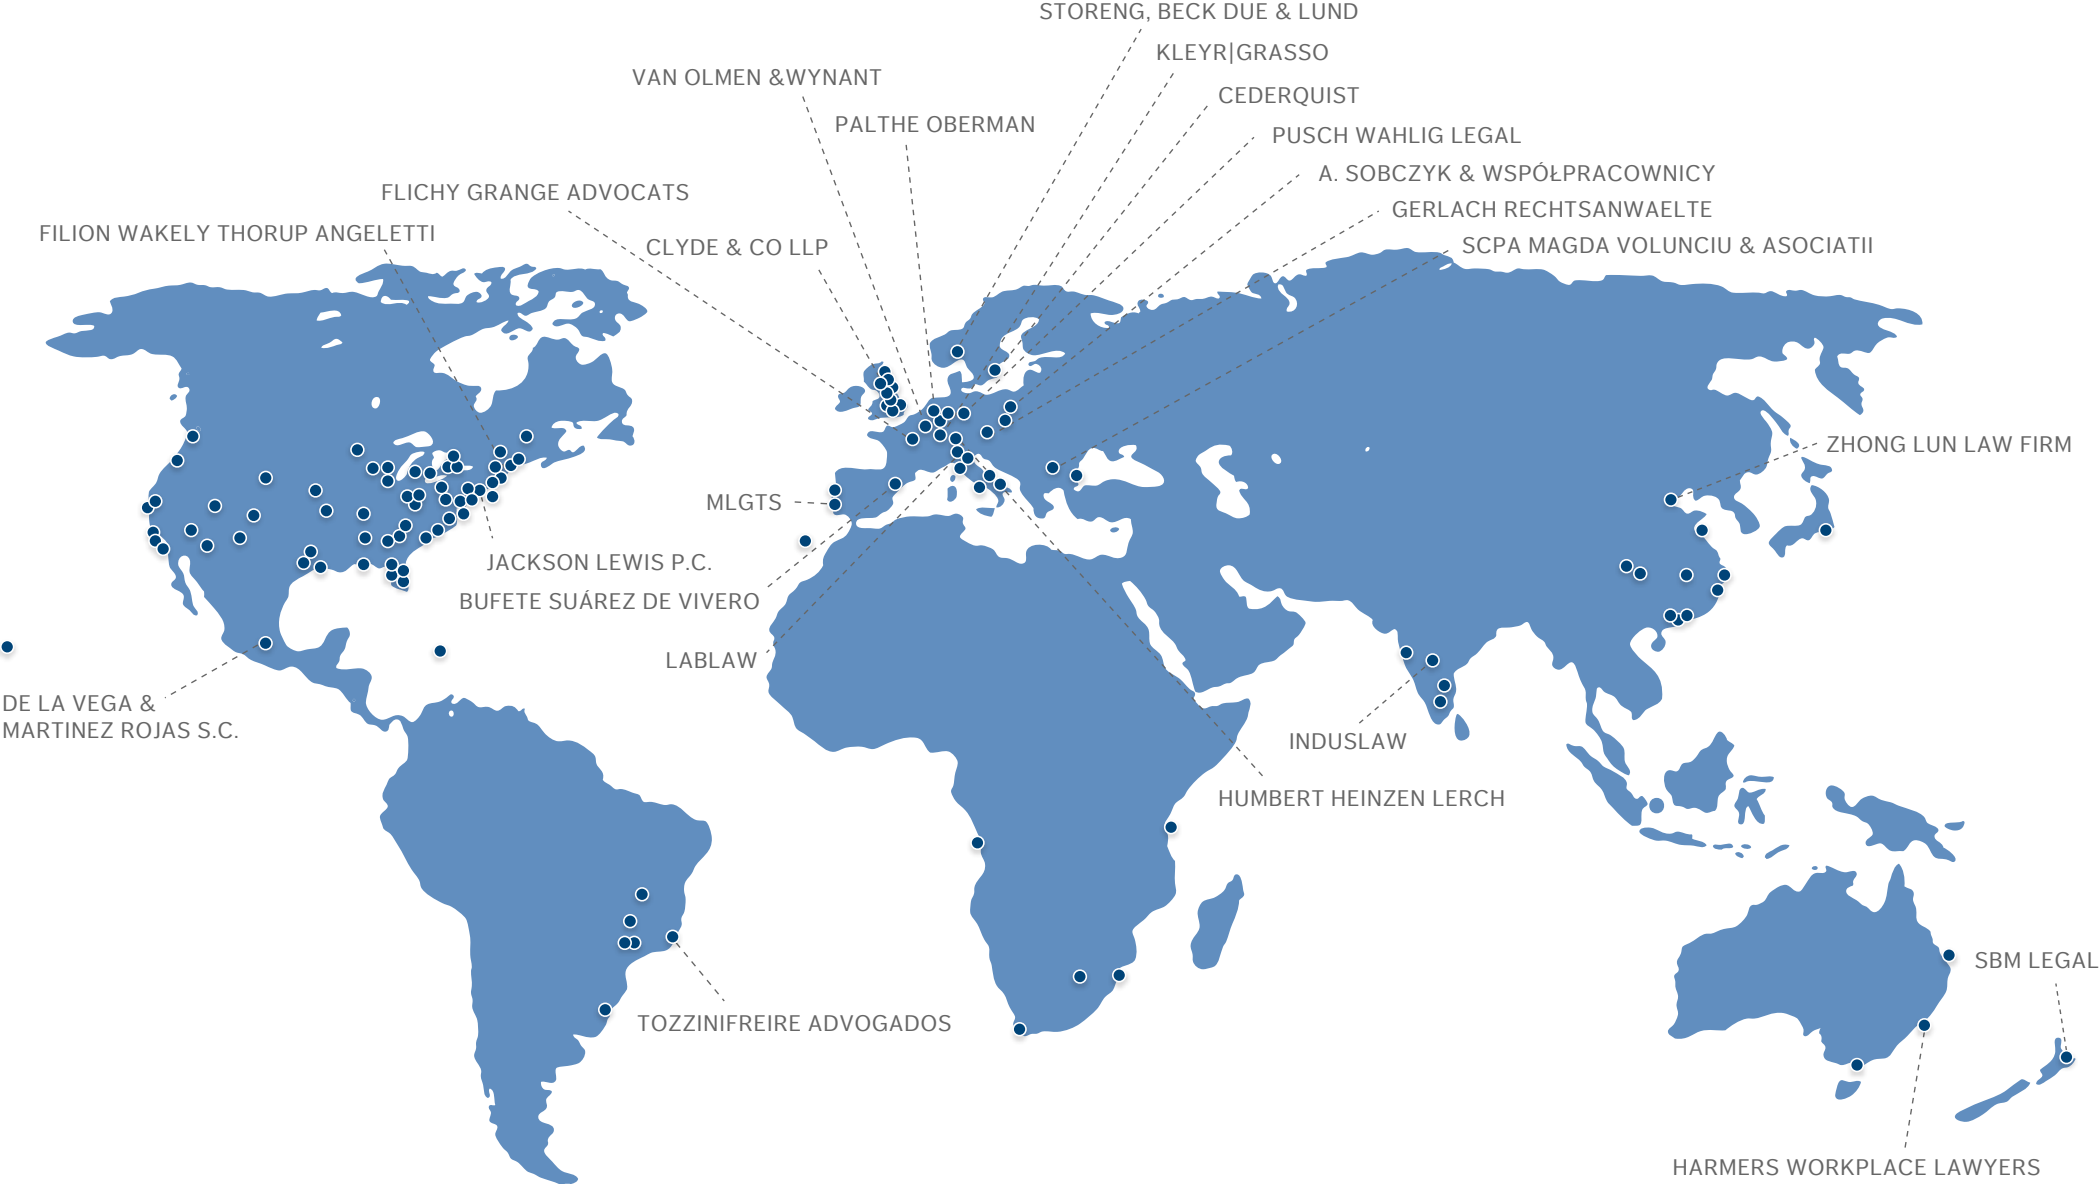 STORENG, BECK DUE & LUND
KLEYR|GRASSO
VAN OLMEN &WYNANT
CEDERQUIST
PALTHE OBERMAN
PUSCH WAHLIG LEGAL
A. SOBCZYK & WSPÓŁPRACOWNICY
FLICHY GRANGE ADVOCATS
GERLACH RECHTSANWAELTE
FILION WAKELY THORUP ANGELETTI
CLYDE & CO LLP
SCPA MAGDA VOLUNCIU & ASOCIATII
ZHONG LUN LAW FIRM
MLGTS
JACKSON LEWIS P.C.
BUFETE SUÁREZ DE VIVERO
LABLAW
DE LA VEGA &
MARTINEZ ROJAS S.C.
INDUSLAW
HUMBERT HEINZEN LERCH
SBM LEGAL
TOZZINIFREIRE ADVOGADOS
HARMERS WORKPLACE LAWYERS